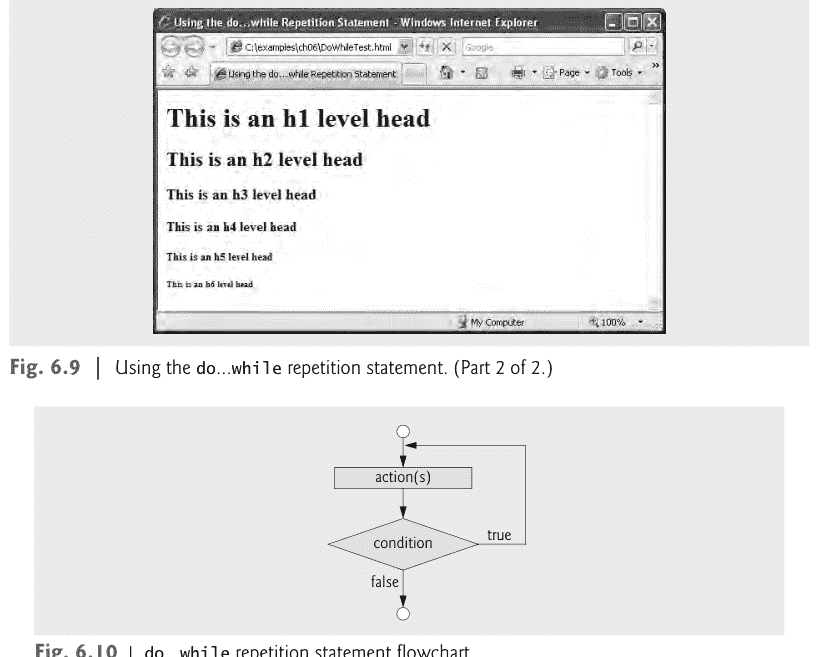 Using the do...while Repetition Statement - Windows Internet Explorer
C:\examples\ch06\DoWhileTest.html
Google
Using the do...while Repetition Statement
Page
Tools
This is an h1 level head
This is an h2 level head
This is an h3 level head
This is an h4 level head
This is an h5 level head
This is an h6 level head
My Computer
100%
Fig. 6.9 | Using the do...while repetition statement. (Part 2 of 2.)
action(s)
condition
true
false
Fig. 6.10 | do...while repetition statement flowchart.